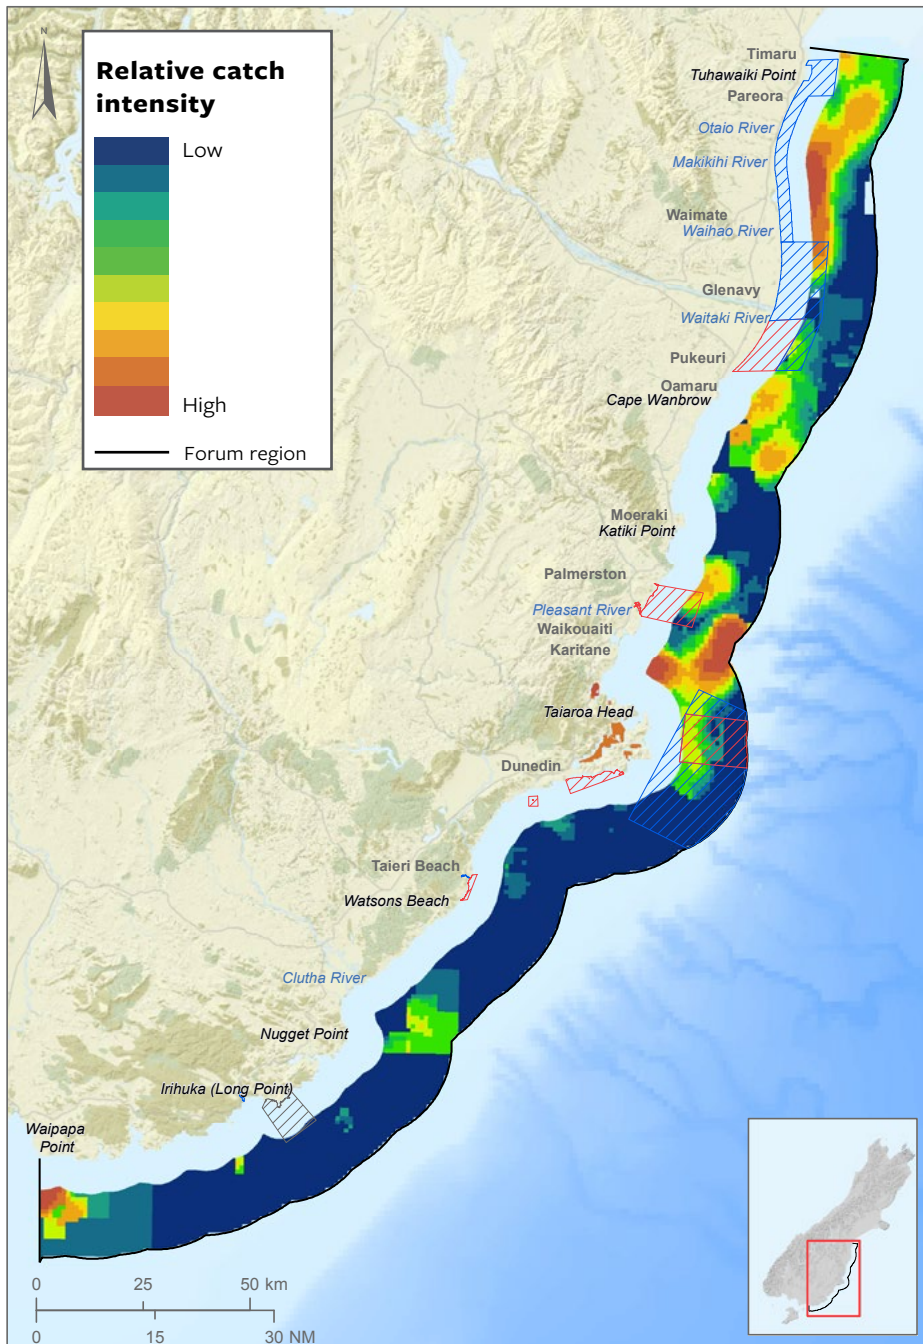 N
Relative catch
intensity
Low
High
Forum region
Timaru
Tuhawaiki Point
Pareora
Otaio River
Makikihi River
Waimate
Waihao River
Glenavy
Waitaki River
Pukeuri
Oamaru
Cape Wanbrow
Moeraki
Katiki Point
Palmerston
Pleasant River
Waikouaiti
Karitane
Taiaroa Head
Dunedin
Taieri Beach
Watsons Beach
Clutha River
Nugget Point
Irihuka (Long Point)
Waipapa
Point
0 25 50 km
0 15 30 NM